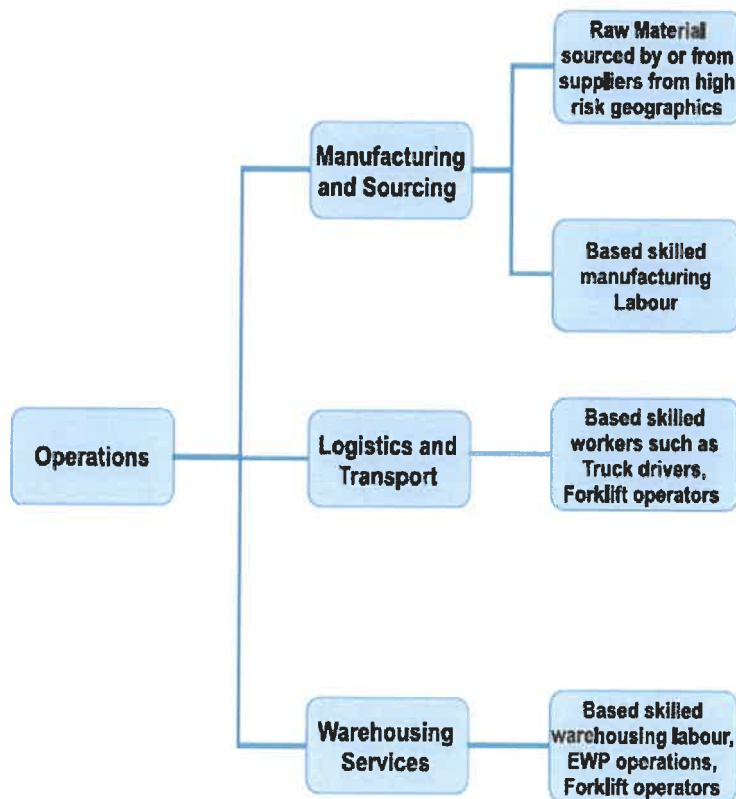 Raw Material
sourced by or from
suppliers from high
risk geographics
Manufacturing
and Sourcing
Based skilled
manufacturing
Labour
Operations
Logistics and
Transport
Based skilled
workers such as
Truck drivers,
Forklift operators
Warehousing
Services
Based skilled
warehousing labour,
EWP operations,
Forklift operators